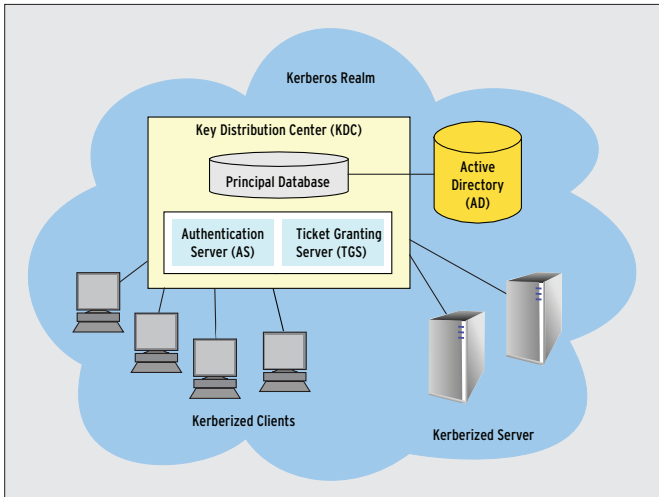 Kerberos Realm
Key Distribution Center (KDC)
Principal Database
Active
Directory
(AD)
Authentication
Server (AS)
Ticket Granting
Server (TGS)
Kerberized Clients
Kerberized Server